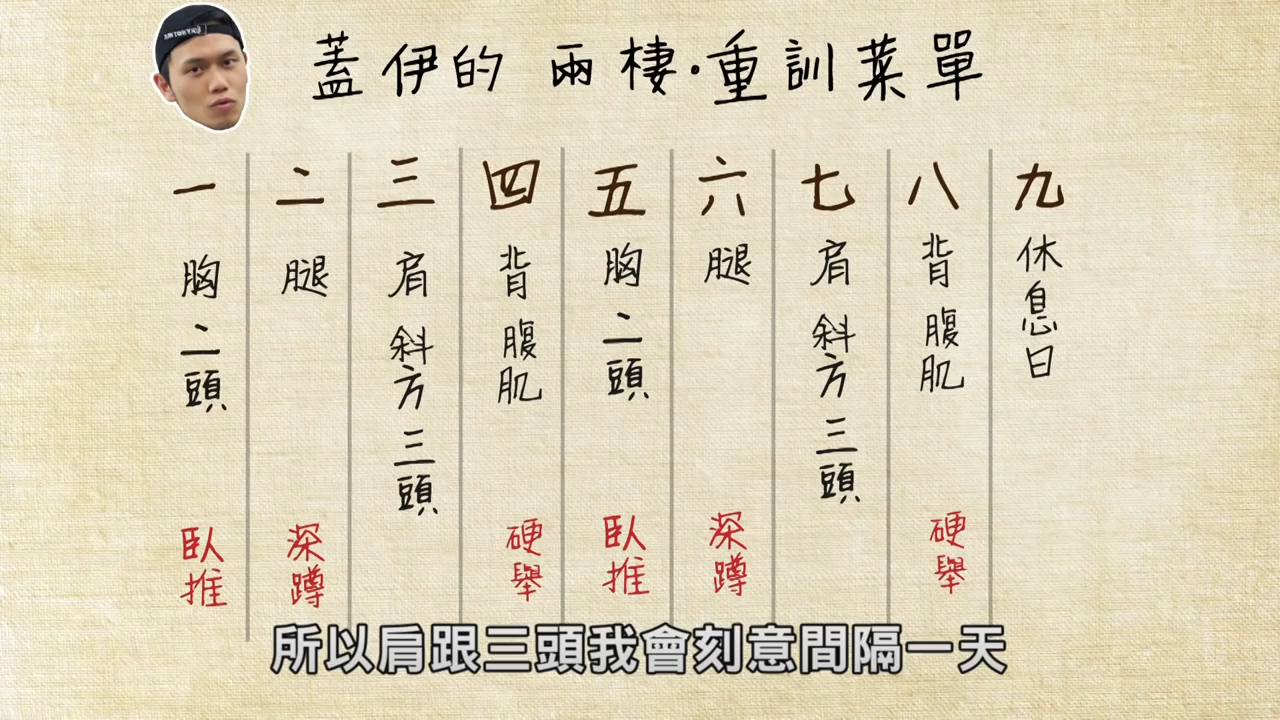 蓋伊的 兩棲·重訓菜單
一
胸
二頭
臥推
二
腿
深蹲
三
肩
斜方
三頭
四
背
腹肌
硬舉
五
胸
二頭
臥推
六
腿
深蹲
七
肩
斜方
三頭
八
背
腹肌
硬舉
九
休息日
所以肩跟三頭我會刻意間隔一天